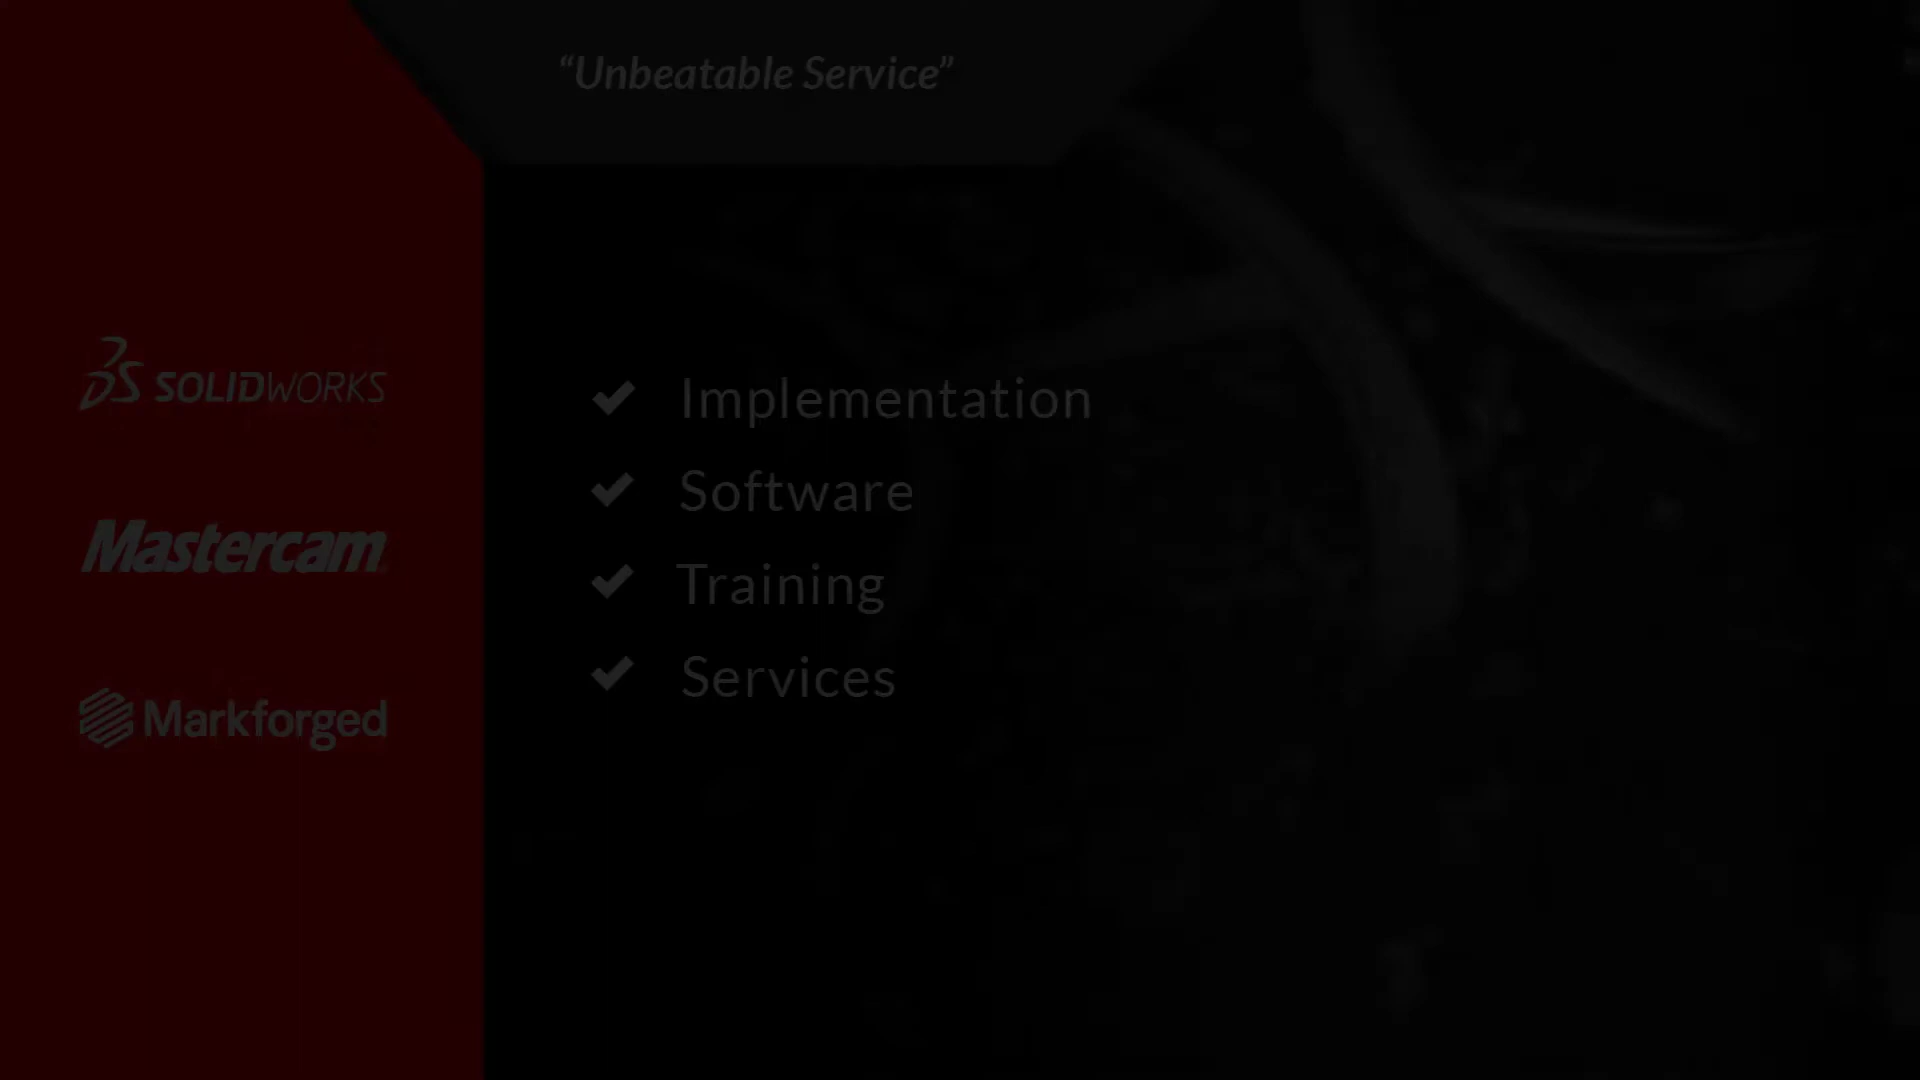 “Unbeatable Service”
SOLIDWORKS
Mastercam
Markforged
Implementation
Software
Training
Services